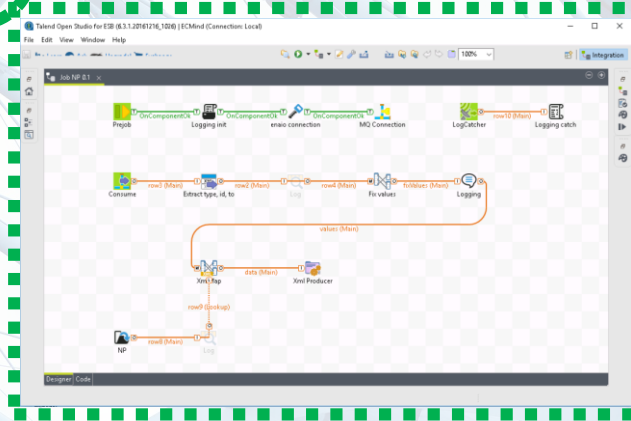 Talend Open Studio for ESB (6.3.1.20161216_1026) | ECMind (Connection: Local)
File Edit View Window Help
100%
Integration
Job NP 0.1
OnComponentOk OnComponentOk OnComponentOk row10 (Main)
Prejob Logging init enaio connection MQ Connection LogCatcher Logging catch
row1 (Main) row2 (Main) row4 (Main) fixValues (Main)
Consume Extract type, id, to Log Fix values Logging
values (Main)
data (Main)
Xml Map Xml Producer
row9 (Lookup)
row8 (Main)
NP Log
Designer Code